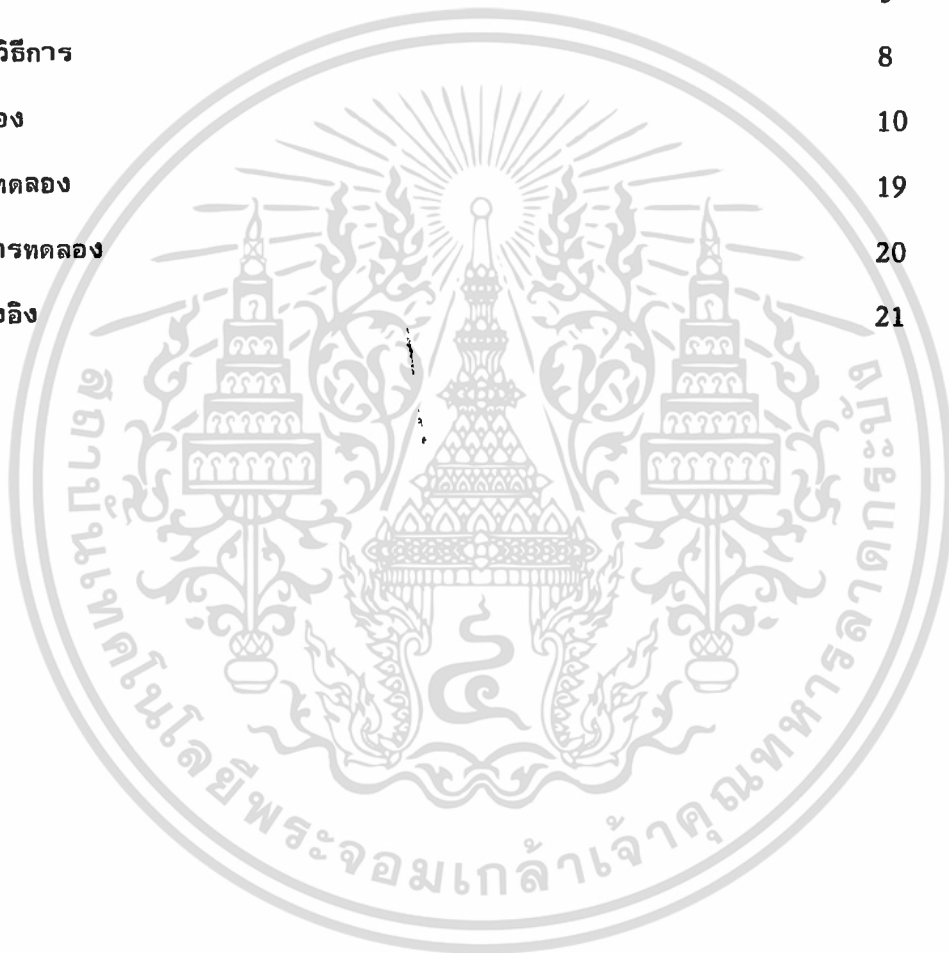 วิธีการ 8
อง 10
ทดลอง 19
ารทดลอง 20
งอิง 21
สถาบันเทคโนโลยีพระจอมเกล้าเจ้าคุณทหารลาดกระบัง